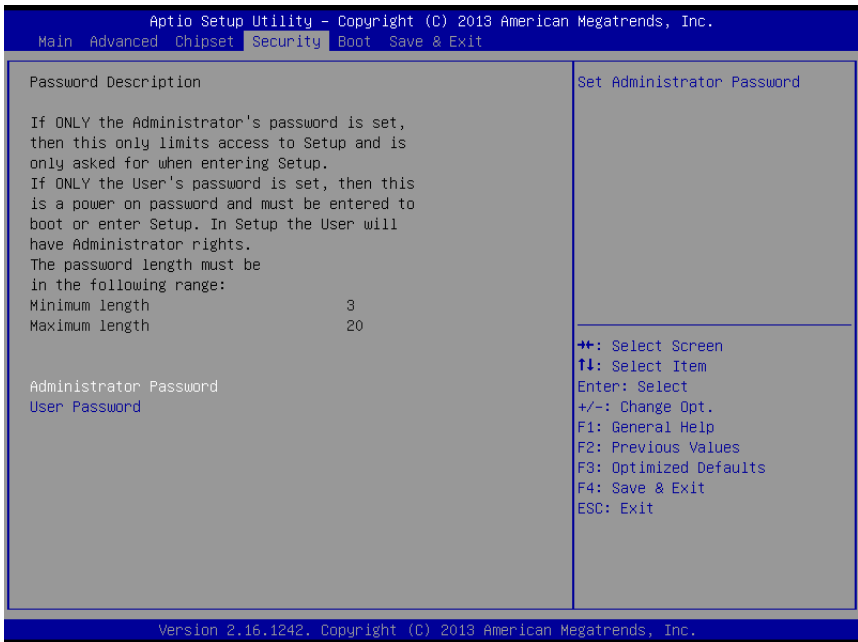 Aptio Setup Utility – Copyright (C) 2013 American Megatrends, Inc.
Main Advanced Chipset Security Boot Save & Exit
Password Description
If ONLY the Administrator's password is set,
then this only limits access to Setup and is
only asked for when entering Setup.
If ONLY the User's password is set, then this
is a power on password and must be entered to
boot or enter Setup. In Setup the User will
have Administrator rights.
The password length must be
in the following range:
Minimum length 3
Maximum length 20
Administrator Password
User Password
Set Administrator Password
→←: Select Screen
↑↓: Select Item
Enter: Select
+/-: Change Opt.
F1: General Help
F2: Previous Values
F3: Optimized Defaults
F4: Save & Exit
ESC: Exit
Version 2.16.1242. Copyright (C) 2013 American Megatrends, Inc.